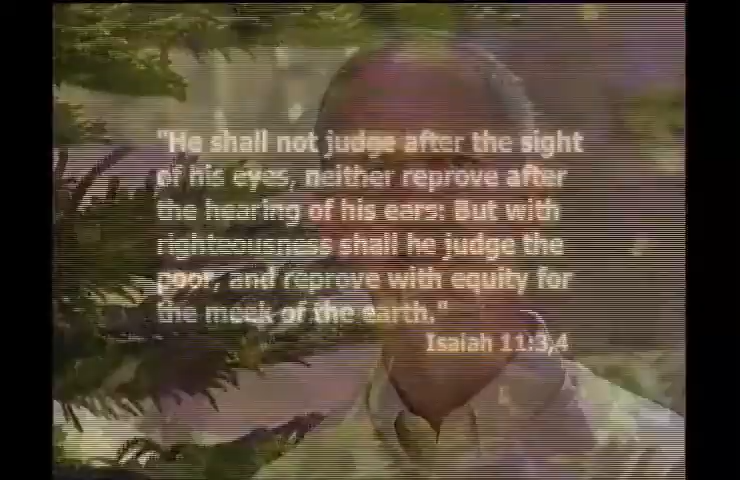 "He shall not judge after the sight
of his eyes, neither reprove after
the hearing of his ears: But with
righteousness shall he judge the
poor, and reprove with equity for
the meek of the earth."
Isaiah 11:3,4